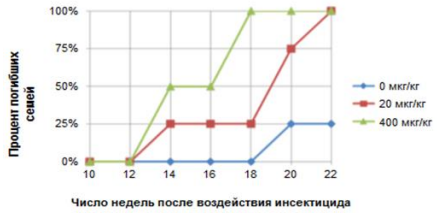 100%
75%
50%
25%
0%
Процент погибших
семей
10 12 14 16 18 20 22
Число недель после воздействия инсектицида
0 мкг/кг
20 мкг/кг
400 мкг/кг